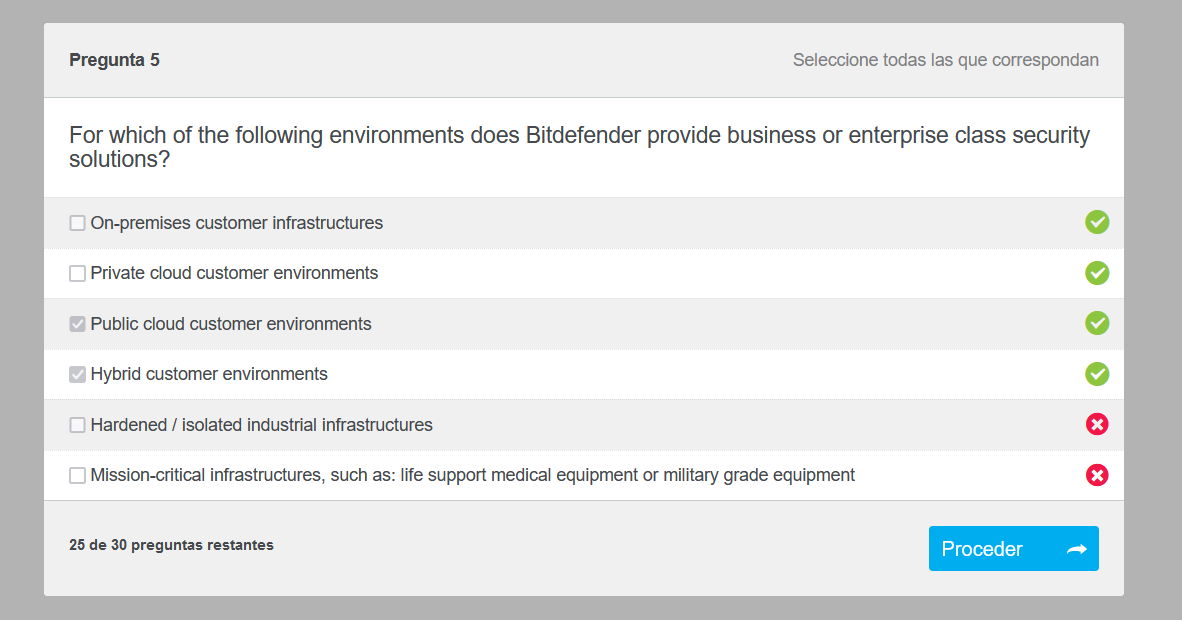 Pregunta 5
Seleccione todas las que correspondan
For which of the following environments does Bitdefender provide business or enterprise class security
solutions?
On-premises customer infrastructures
Private cloud customer environments
Public cloud customer environments
Hybrid customer environments
Hardened / isolated industrial infrastructures
Mission-critical infrastructures, such as: life support medical equipment or military grade equipment
25 de 30 preguntas restantes
Proceder